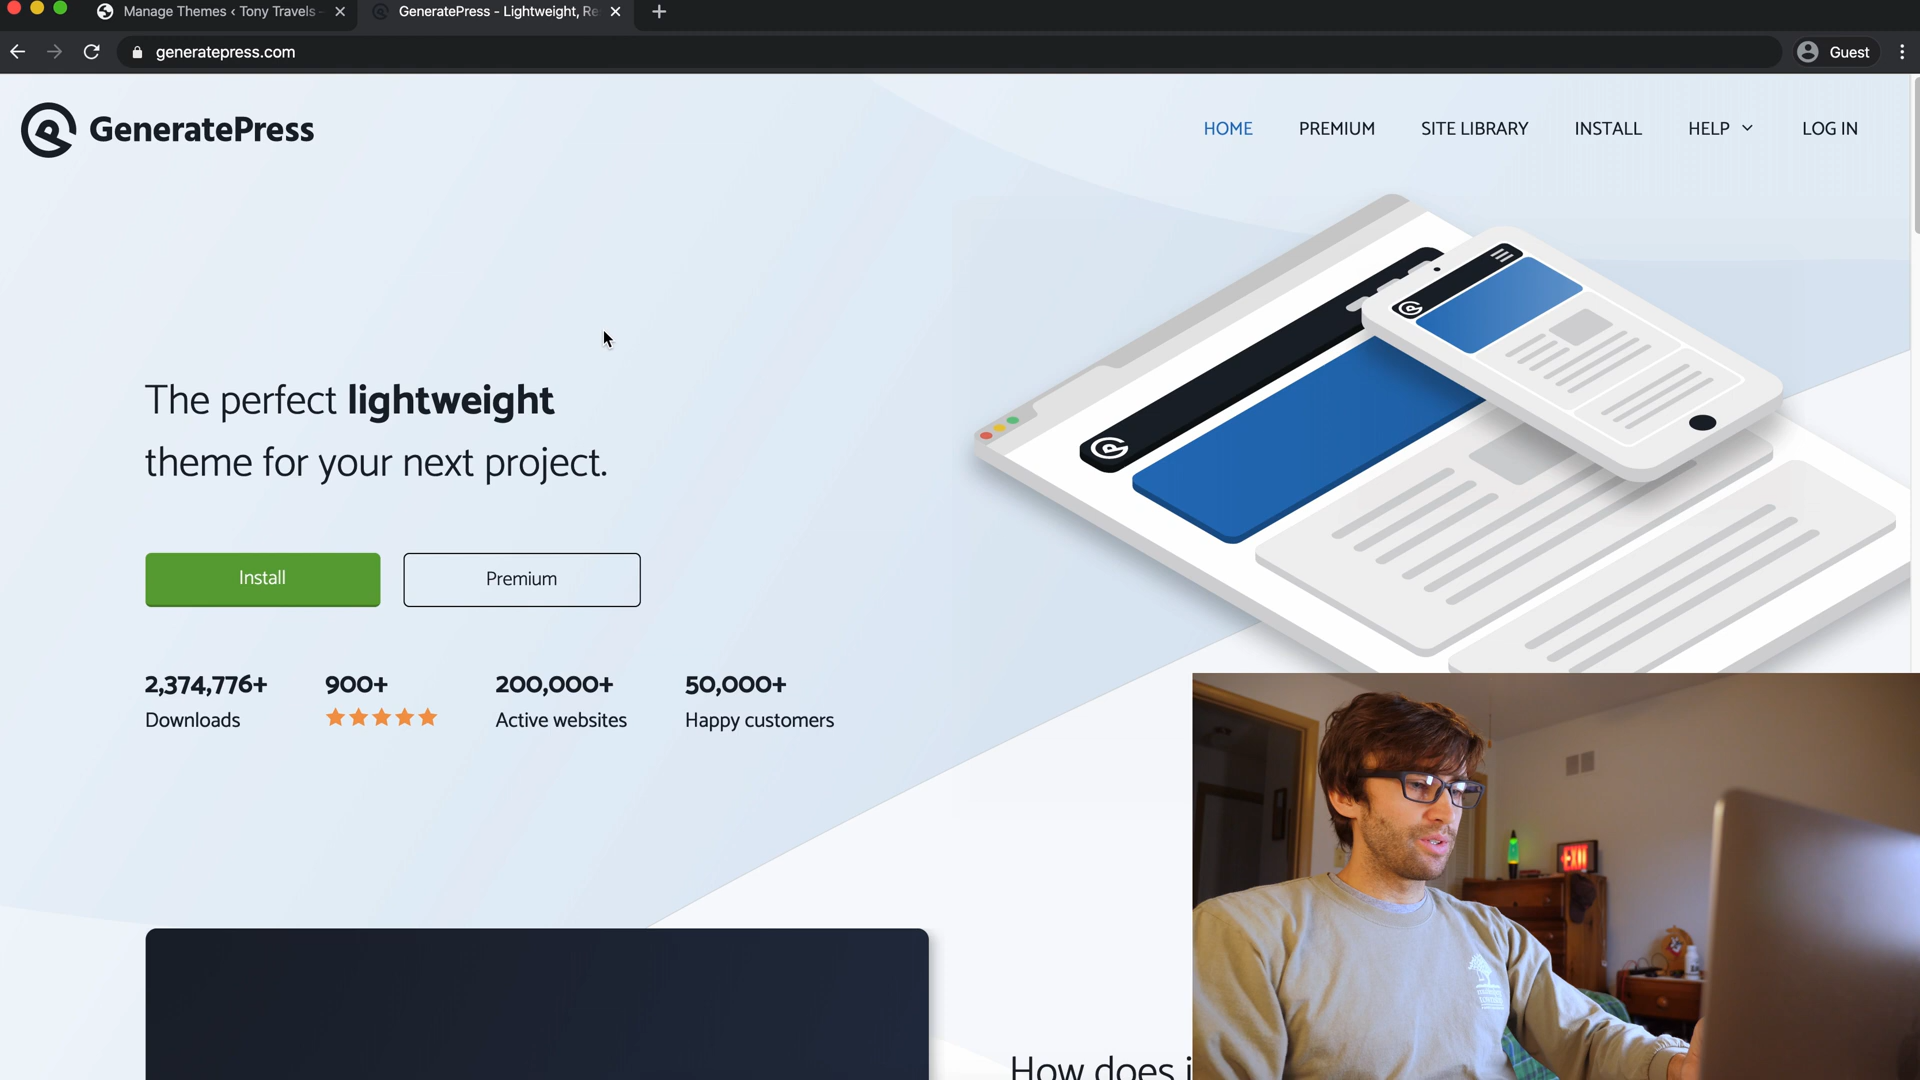 Manage Themes ‹ Tony Travels –
GeneratePress - Lightweight, Re
generatepress.com
Guest
GeneratePress
HOME
PREMIUM
SITE LIBRARY
INSTALL
HELP
LOG IN
The perfect lightweight
theme for your next project.
Install
Premium
2,374,776+
Downloads
900+
200,000+
Active websites
50,000+
Happy customers
How does i
EXIT